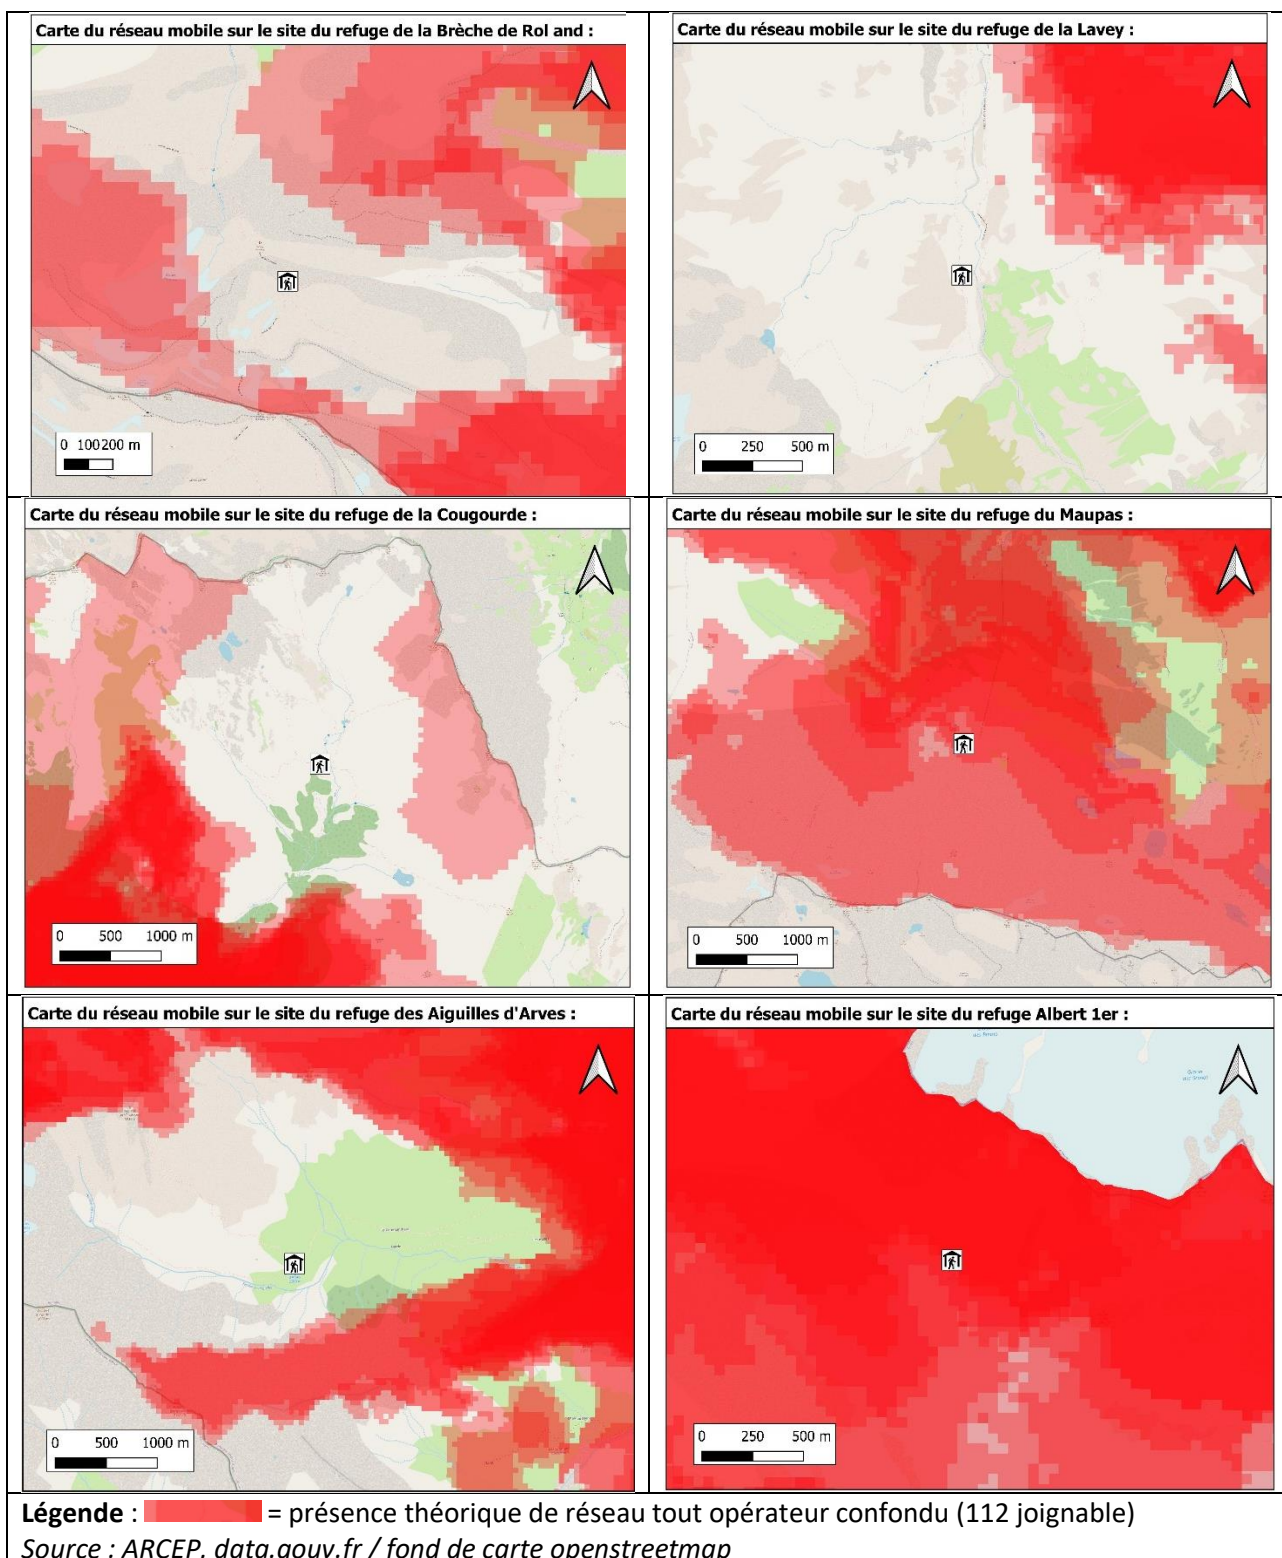 Carte du réseau mobile sur le site du refuge de la Brèche de Rol and :
0 100 200 m
Carte du réseau mobile sur le site du refuge de la Lavey :
0 250 500 m
Carte du réseau mobile sur le site du refuge de la Cougourde :
0 500 1000 m
Carte du réseau mobile sur le site du refuge du Maupas :
0 500 1000 m
Carte du réseau mobile sur le site du refuge des Aiguilles d'Arves :
0 500 1000 m
Carte du réseau mobile sur le site du refuge Albert 1er :
0 250 500 m
Légende : = présence théorique de réseau tout opérateur confondu (112 joignable)
Source : ARCEP, data.gouv.fr / fond de carte openstreetmap